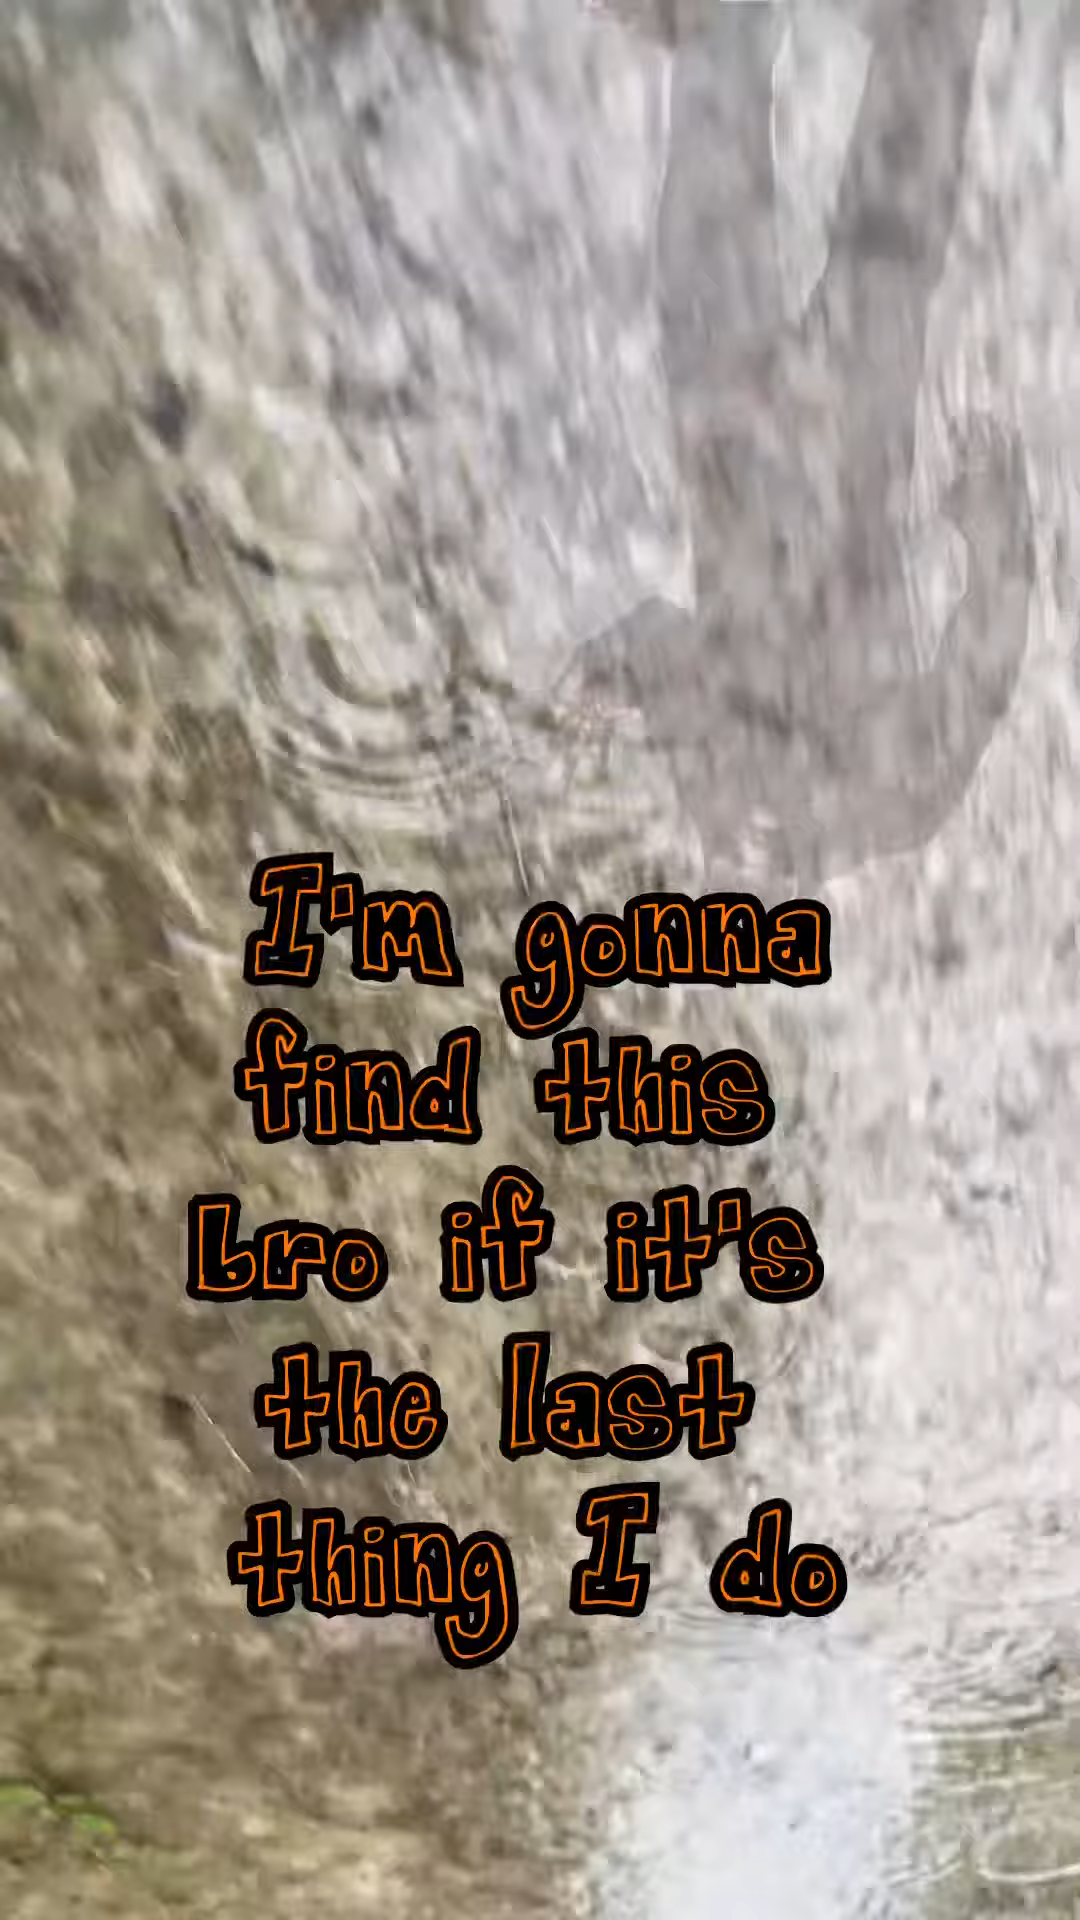 I'm gonna
find this
bro if it's
the last
thing I do